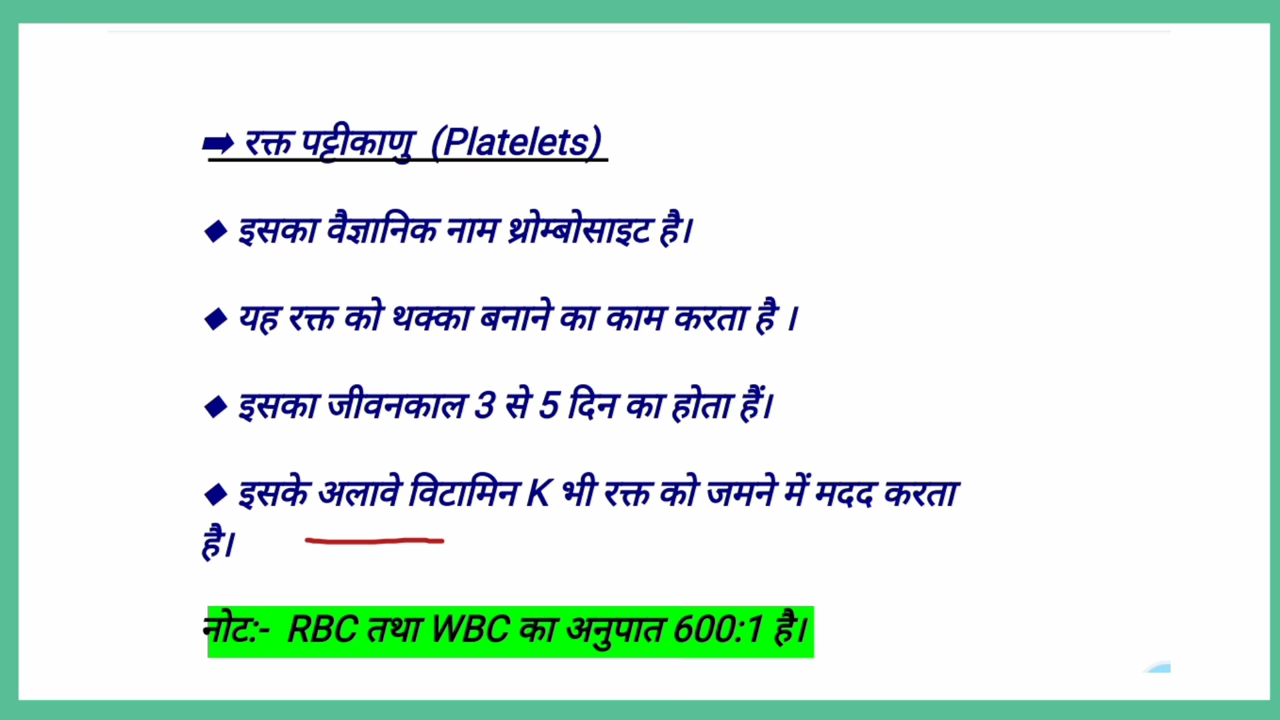 ➡ रक्त पट्टीकाणु (Platelets)
◆ इसका वैज्ञानिक नाम थ्रोम्बोसाइट है।
◆ यह रक्त को थक्का बनाने का काम करता है ।
◆ इसका जीवनकाल 3 से 5 दिन का होता हैं।
◆ इसके अलावे विटामिन K भी रक्त को जमने में मदद करता
है।
नोट:- RBC तथा WBC का अनुपात 600:1 है।